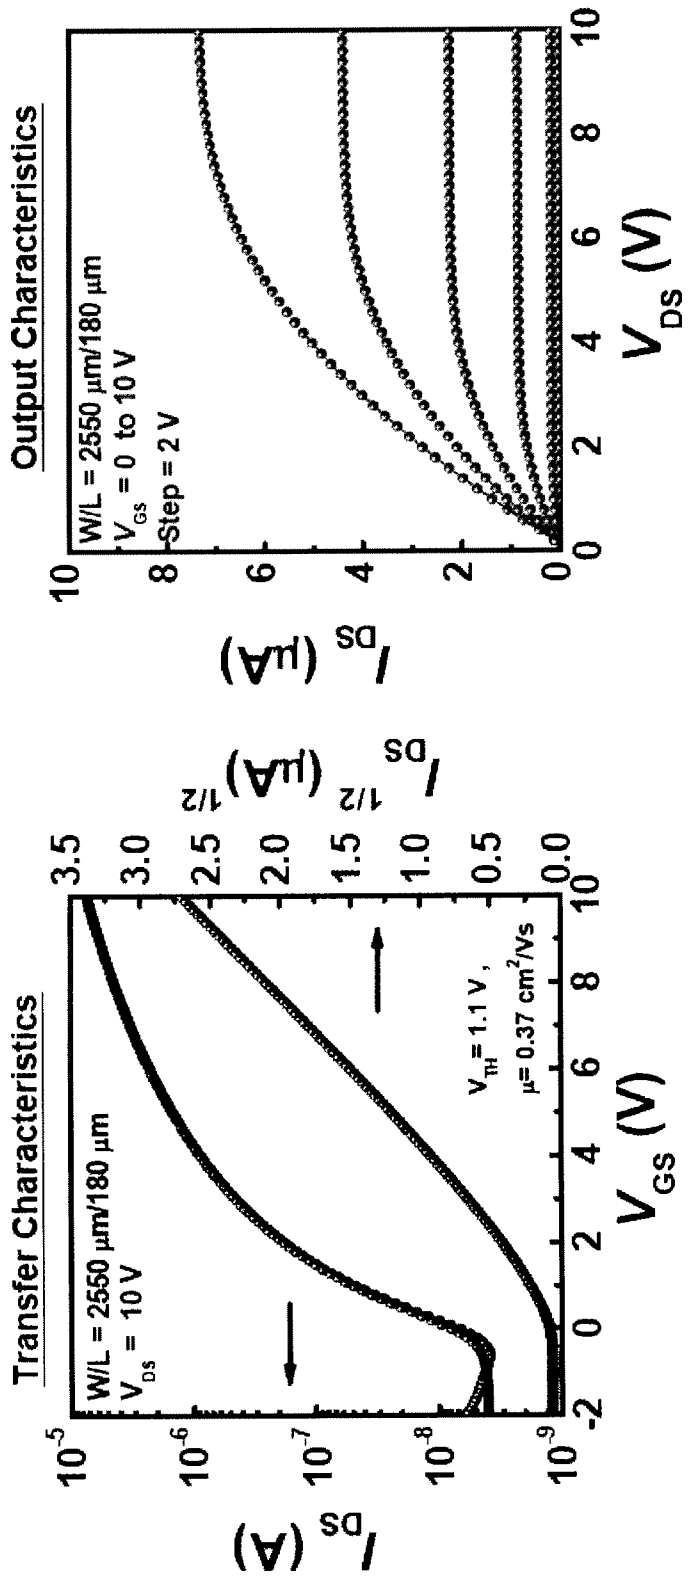 Transfer Characteristics
W/L = 2550 μm/180 μm
V_DS = 10 V
V_TH = 1.1 V ,
μ= 0.37 cm²/Vs
10⁻⁵
10⁻⁶
10⁻⁷
10⁻⁸
10⁻⁹
I_DS (A)
3.5
3.0
2.5
2.0
1.5
1.0
0.5
0.0
I_DS^1/2 (μA)^1/2
-2 0 2 4 6 8 10
V_GS (V)
Output Characteristics
W/L = 2550 μm/180 μm
V_GS = 0 to 10 V
Step = 2 V
10
8
6
4
2
0
I_DS (μA)
0 2 4 6 8 10
V_DS (V)